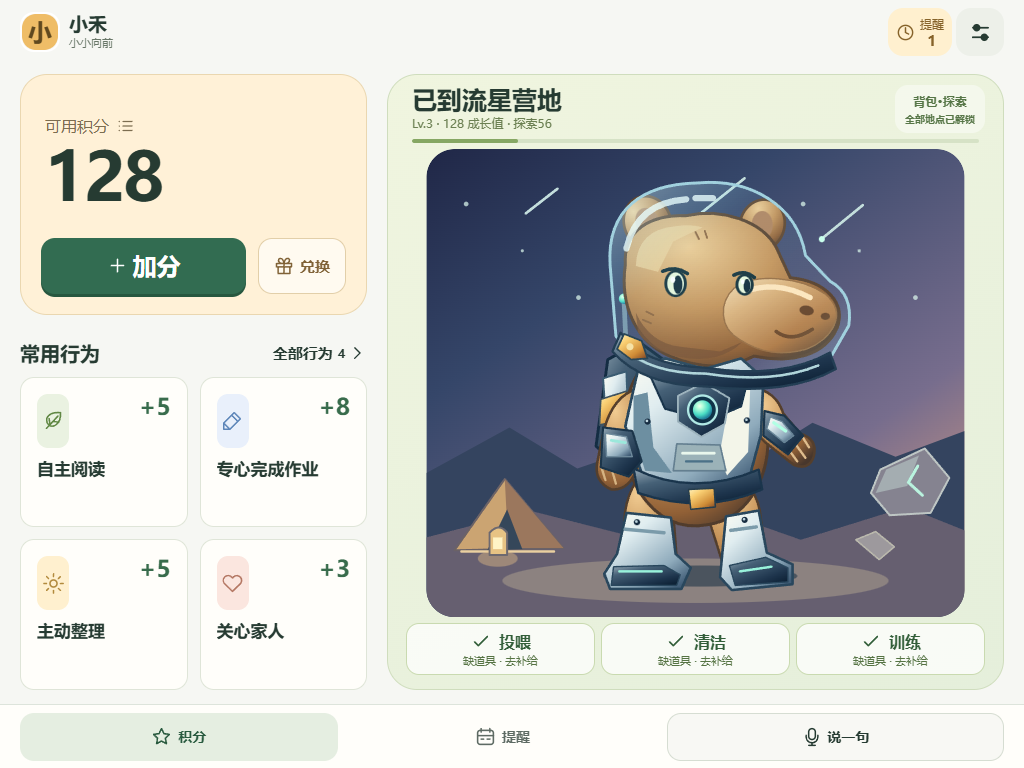 小
小禾
小小向前
提醒
1
可用积分
128
+ 加分
兑换
已到流星营地
Lv.3 · 128 成长值 · 探索56
背包•探索
全部地点已解锁
常用行为
全部行为 4
+5
自主阅读
+8
专心完成作业
+5
主动整理
+3
关心家人
投喂
缺道具 · 去补给
清洁
缺道具 · 去补给
训练
缺道具 · 去补给
积分
提醒
说一句